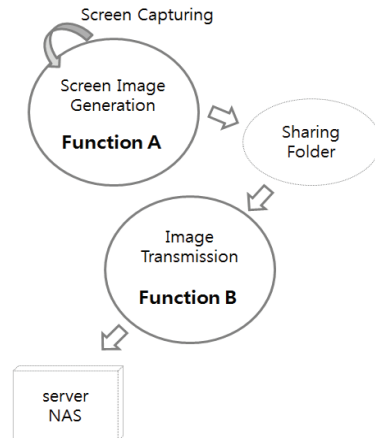 Screen Capturing
Screen Image
Generation
Function A
Sharing
Folder
Image
Transmission
Function B
server
NAS